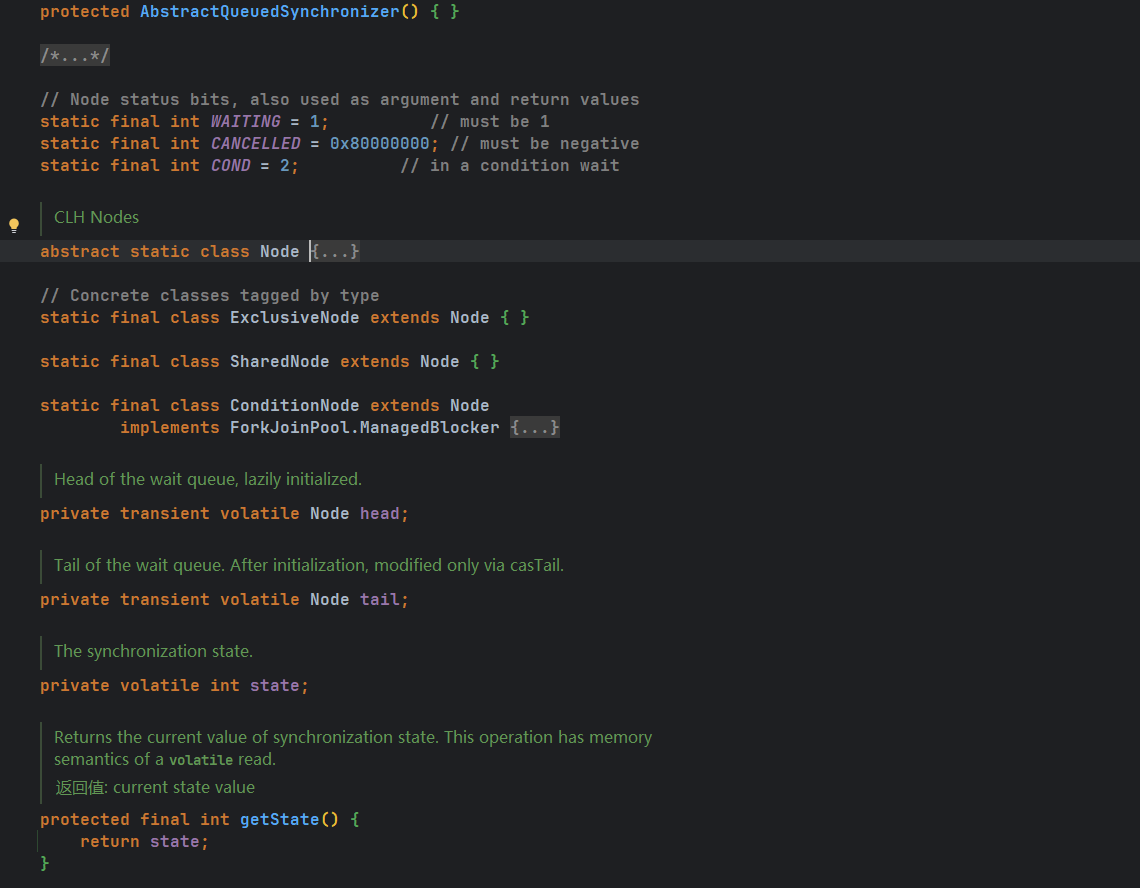 protected AbstractQueuedSynchronizer() { }
/*...*/
// Node status bits, also used as argument and return values
static final int WAITING = 1;          // must be 1
static final int CANCELLED = 0x80000000; // must be negative
static final int COND = 2;          // in a condition wait
CLH Nodes
abstract static class Node {...}
// Concrete classes tagged by type
static final class ExclusiveNode extends Node { }
static final class SharedNode extends Node { }
static final class ConditionNode extends Node
        implements ForkJoinPool.ManagedBlocker {...}
Head of the wait queue, lazily initialized.
private transient volatile Node head;
Tail of the wait queue. After initialization, modified only via casTail.
private transient volatile Node tail;
The synchronization state.
private volatile int state;
Returns the current value of synchronization state. This operation has memory
semantics of a volatile read.
返回值: current state value
protected final int getState() {
    return state;
}